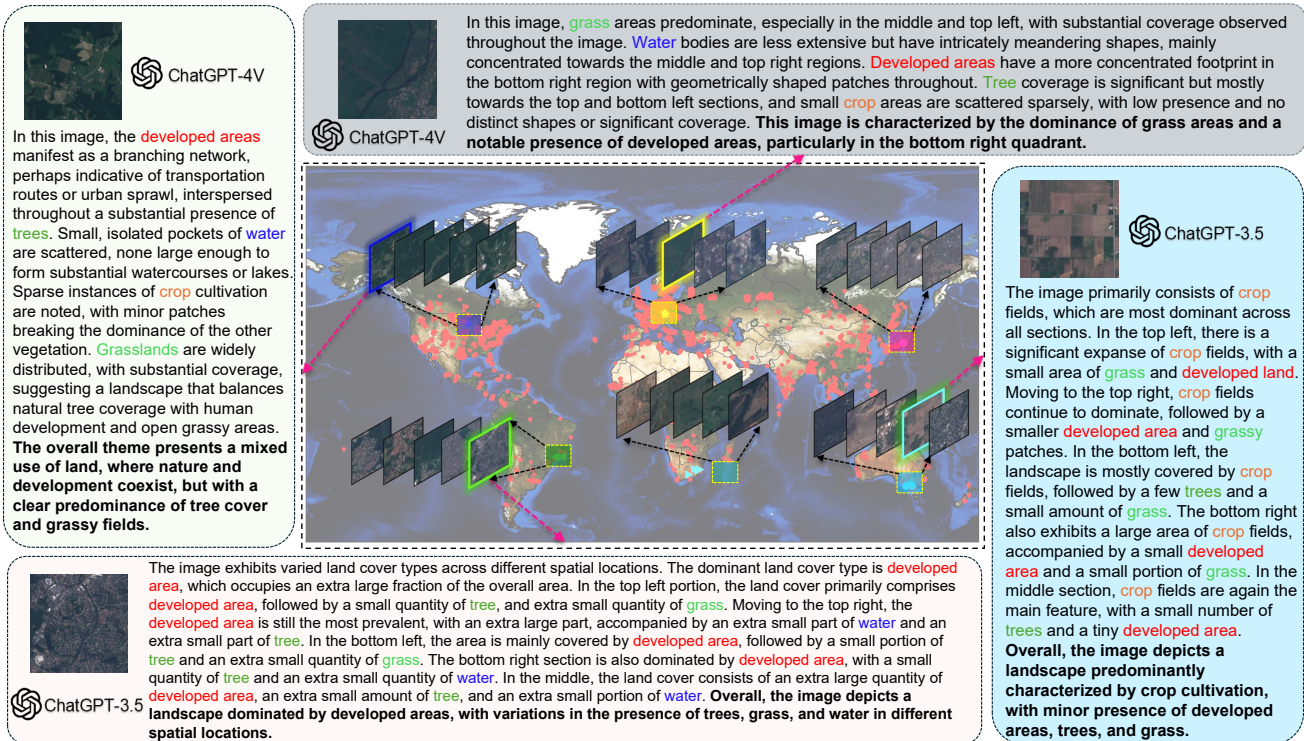 ChatGPT-4V
In this image, the developed areas
manifest as a branching network,
perhaps indicative of transportation
routes or urban sprawl, interspersed
throughout a substantial presence of
trees. Small, isolated pockets of water
are scattered, none large enough to
form substantial watercourses or lakes.
Sparse instances of crop cultivation
are noted, with minor patches
breaking the dominance of the other
vegetation. Grasslands are widely
distributed, with substantial coverage,
suggesting a landscape that balances
natural tree coverage with human
development and open grassy areas.
The overall theme presents a mixed
use of land, where nature and
development coexist, but with a
clear predominance of tree cover
and grassy fields.
ChatGPT-4V
In this image, grass areas predominate, especially in the middle and top left, with substantial coverage observed
throughout the image. Water bodies are less extensive but have intricately meandering shapes, mainly
concentrated towards the middle and top right regions. Developed areas have a more concentrated footprint in
the bottom right region with geometrically shaped patches throughout. Tree coverage is significant but mostly
towards the top and bottom left sections, and small crop areas are scattered sparsely, with low presence and no
distinct shapes or significant coverage. This image is characterized by the dominance of grass areas and a
notable presence of developed areas, particularly in the bottom right quadrant.
ChatGPT-3.5
The image primarily consists of crop
fields, which are most dominant across
all sections. In the top left, there is a
significant expanse of crop fields, with a
small area of grass and developed land.
Moving to the top right, crop fields
continue to dominate, followed by a
smaller developed area and grassy
patches. In the bottom left, the
landscape is mostly covered by crop
fields, followed by a few trees and a
small amount of grass. The bottom right
also exhibits a large area of crop fields,
accompanied by a small developed
area and a small portion of grass. In the
middle section, crop fields are again the
main feature, with a small number of
trees and a tiny developed area.
Overall, the image depicts a
landscape predominantly
characterized by crop cultivation,
with minor presence of developed
areas, trees, and grass.
ChatGPT-3.5
The image exhibits varied land cover types across different spatial locations. The dominant land cover type is developed
area, which occupies an extra large fraction of the overall area. In the top left portion, the land cover primarily comprises
developed area, followed by a small quantity of tree, and extra small quantity of grass. Moving to the top right, the
developed area is still the most prevalent, with an extra large part, accompanied by an extra small part of water and an
extra small part of tree. In the bottom left, the area is mainly covered by developed area, followed by a small portion of
tree and an extra small quantity of grass. The bottom right section is also dominated by developed area, with a small
quantity of tree and an extra small quantity of water. In the middle, the land cover consists of an extra large quantity of
developed area, an extra small amount of tree, and an extra small portion of water. Overall, the image depicts a
landscape dominated by developed areas, with variations in the presence of trees, grass, and water in different
spatial locations.